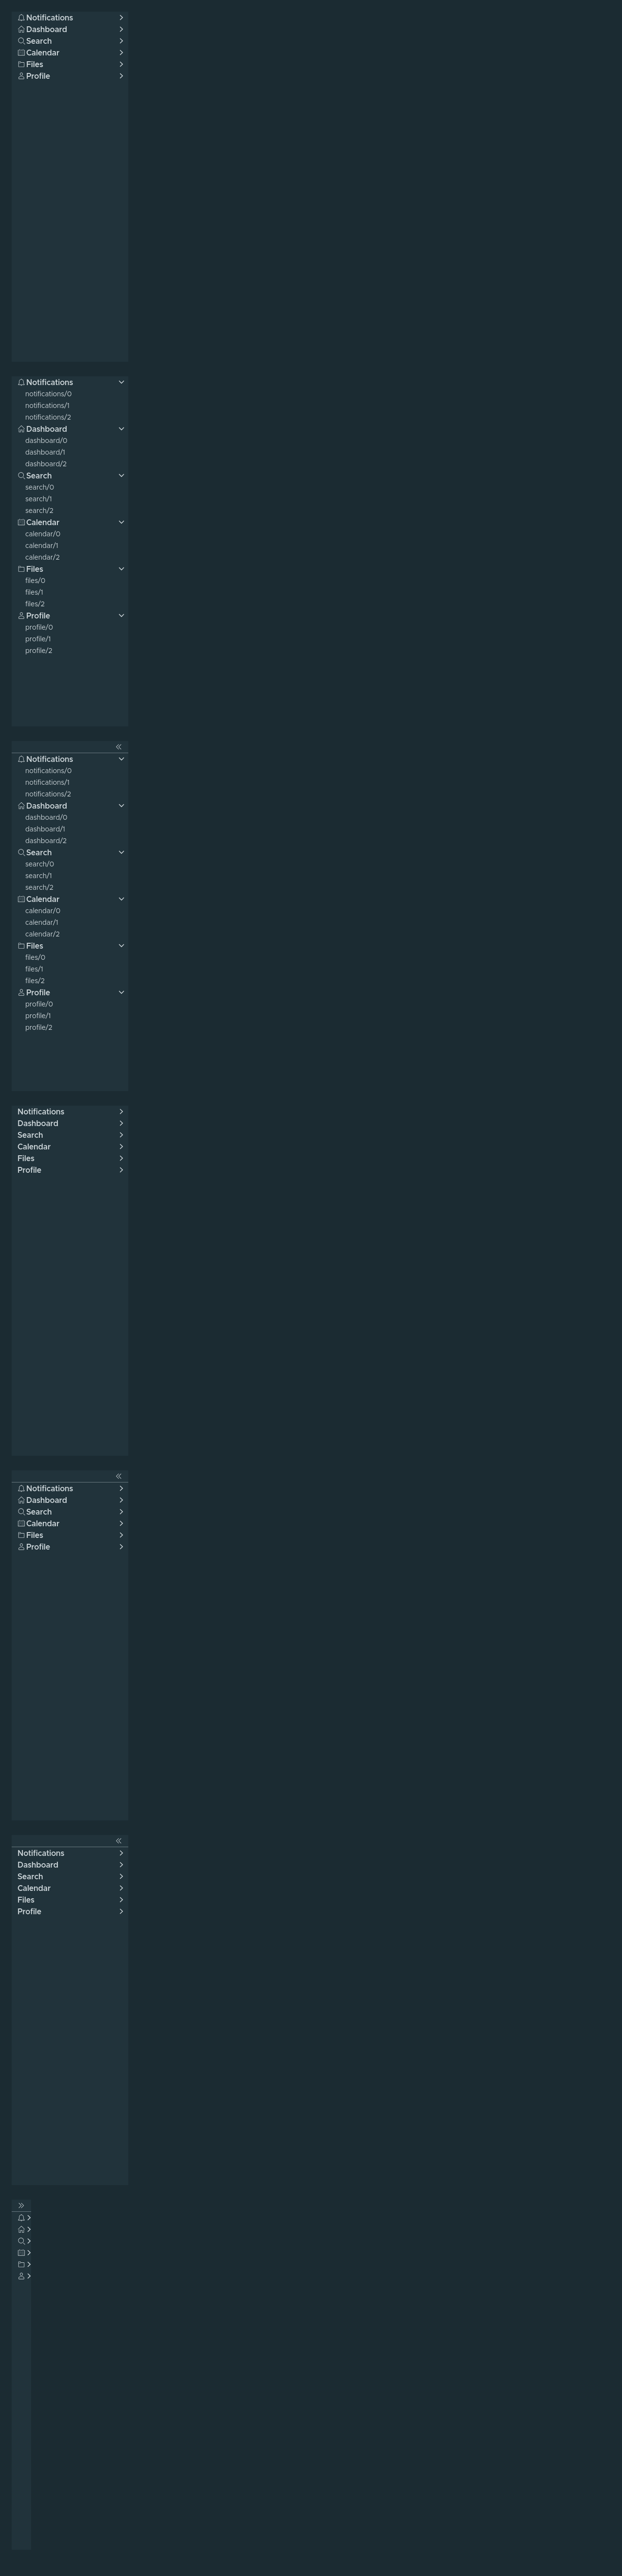 Notifications
Dashboard
Search
Calendar
Files
Profile
Notifications
notifications/0
notifications/1
notifications/2
Dashboard
dashboard/0
dashboard/1
dashboard/2
Search
search/0
search/1
search/2
Calendar
calendar/0
calendar/1
calendar/2
Files
files/0
files/1
files/2
Profile
profile/0
profile/1
profile/2
Notifications
notifications/0
notifications/1
notifications/2
Dashboard
dashboard/0
dashboard/1
dashboard/2
Search
search/0
search/1
search/2
Calendar
calendar/0
calendar/1
calendar/2
Files
files/0
files/1
files/2
Profile
profile/0
profile/1
profile/2
Notifications
Dashboard
Search
Calendar
Files
Profile
Notifications
Dashboard
Search
Calendar
Files
Profile
Notifications
Dashboard
Search
Calendar
Files
Profile